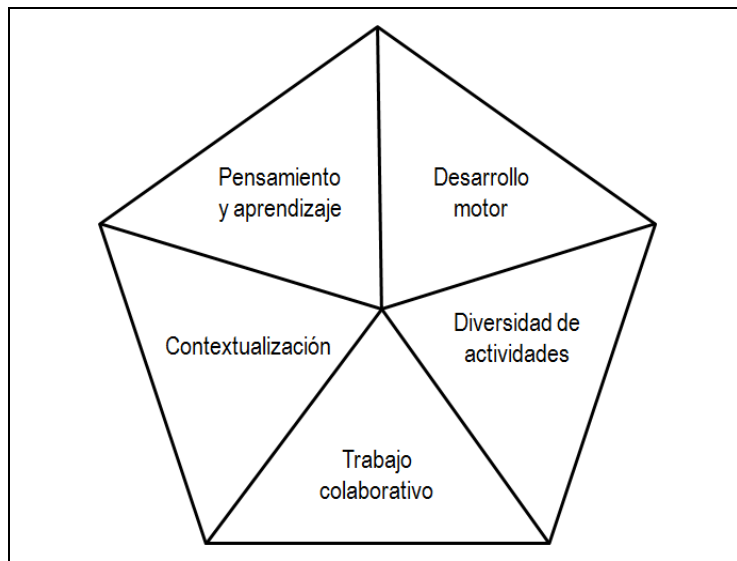 Pensamiento
y aprendizaje
Desarrollo
motor
Contextualización
Diversidad de
actividades
Trabajo
colaborativo